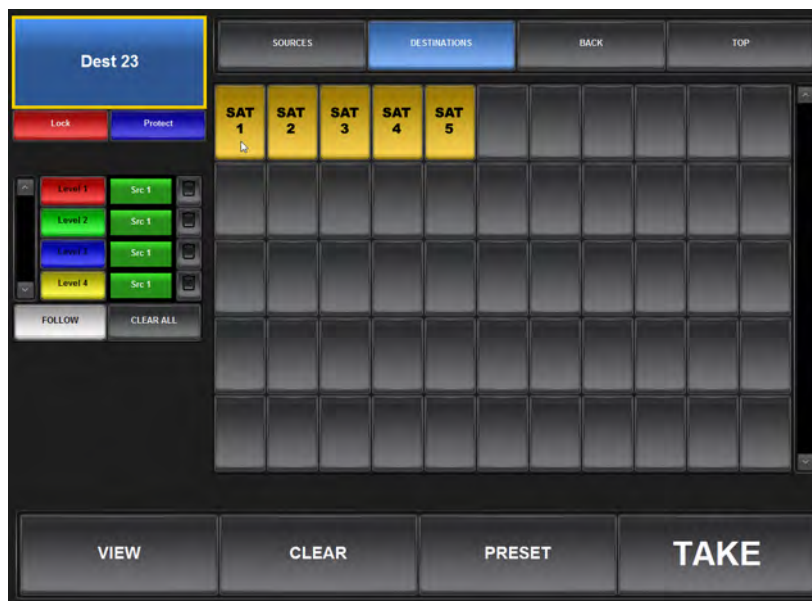 Dest 23
SOURCES
DESTINATIONS
BACK
TOP
Lock
Protect
SAT 1
SAT 2
SAT 3
SAT 4
SAT 5
Level 1
Src 1
Level 2
Src 1
Level 3
Src 1
Level 4
Src 1
FOLLOW
CLEAR ALL
VIEW
CLEAR
PRESET
TAKE